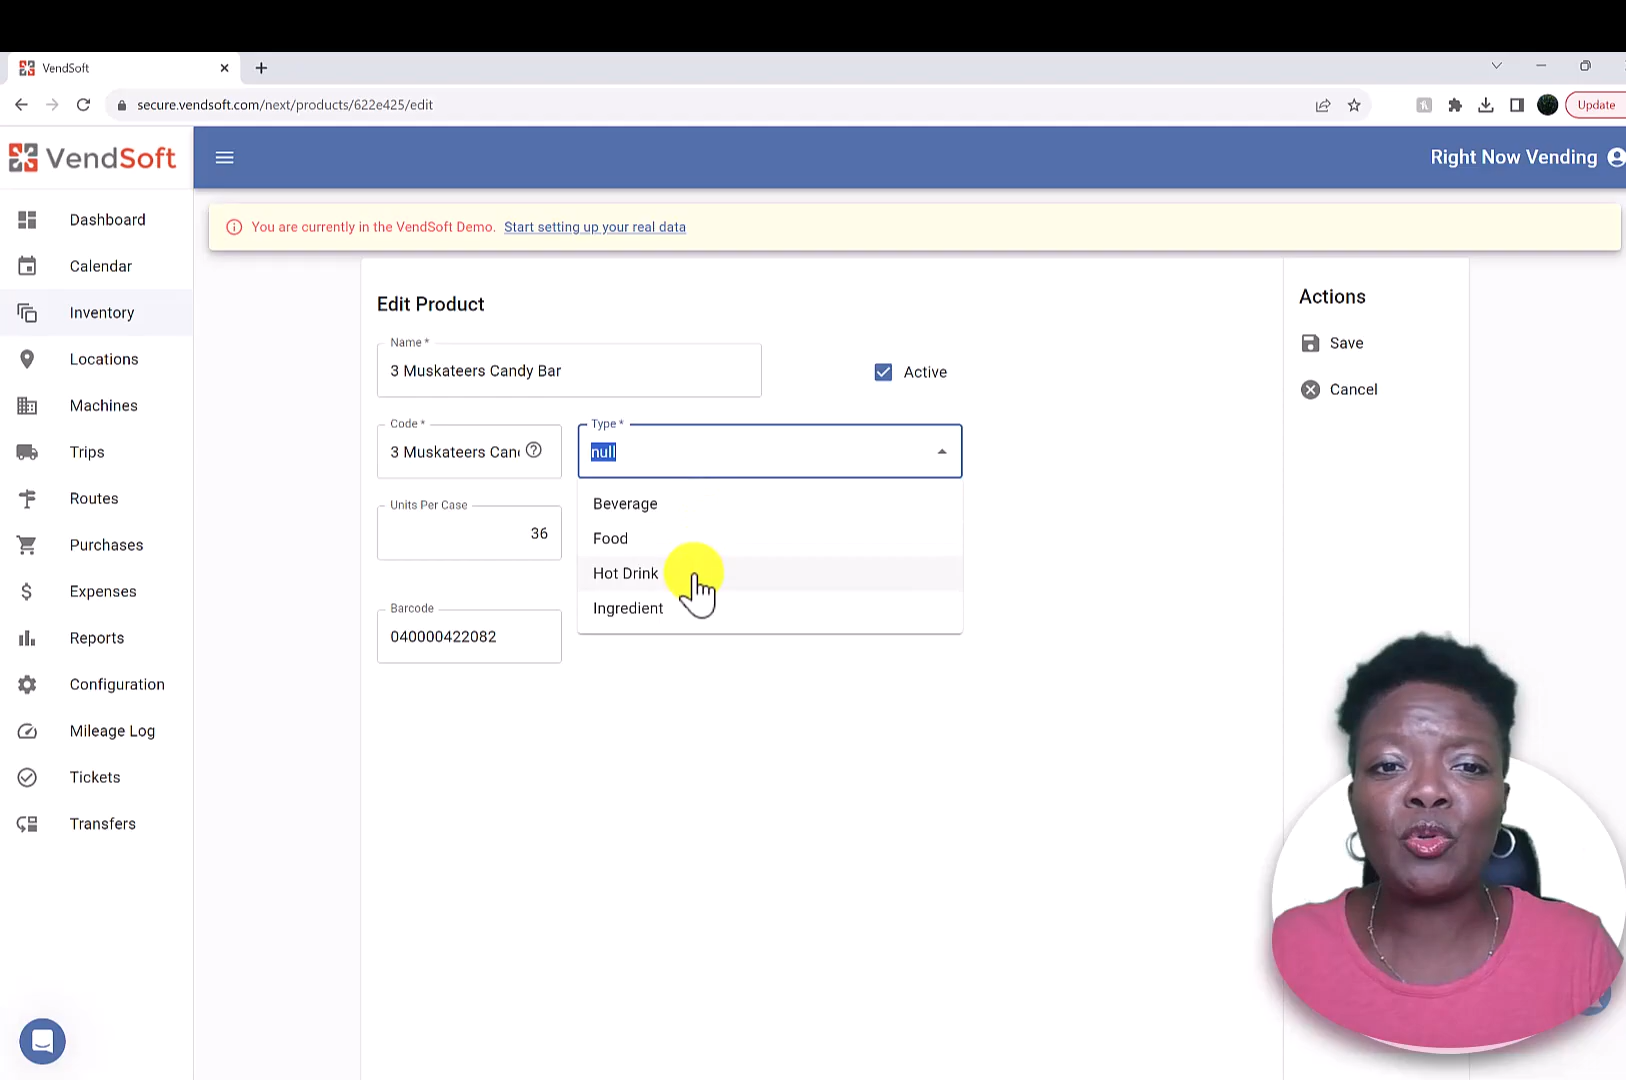 VendSoft
secure.vendsoft.com/next/products/622e425/edit
Update
VendSoft
Right Now Vending
Dashboard
Calendar
Inventory
Locations
Machines
Trips
Routes
Purchases
Expenses
Reports
Configuration
Mileage Log
Tickets
Transfers
You are currently in the VendSoft Demo. Start setting up your real data
Edit Product
Name *
3 Muskateers Candy Bar
Active
Code *
3 Muskateers Can
Type *
null
Beverage
Food
Hot Drink
Ingredient
Units Per Case
36
Barcode
040000422082
Actions
Save
Cancel